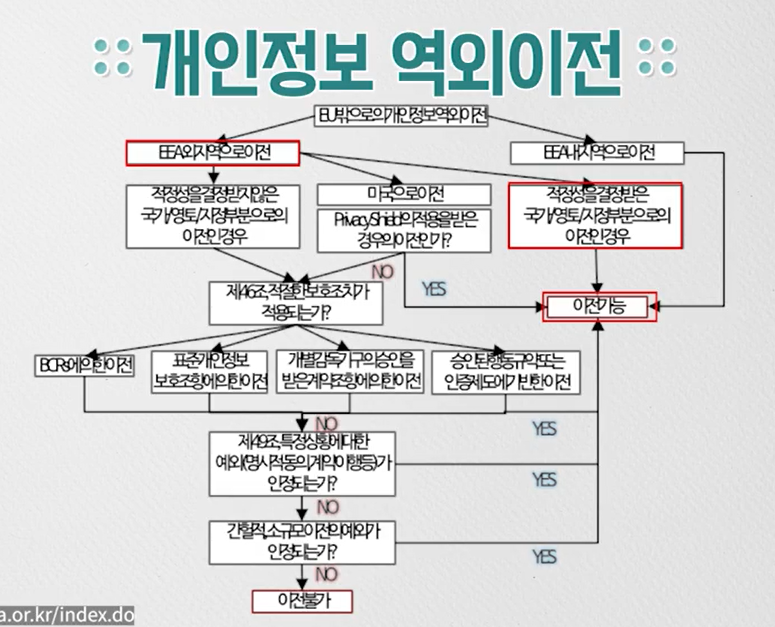 개인정보 역외이전
EU밖으로의개인정보역외이전
EEA외지역으로이전
EEA내지역으로이전
적정성을결정받지않은
국가/영토/지정부분으로의
이전인경우
미국으로이전
Privacy Shield의적용을받은
경우의이전인가?
적정성을결정받은
국가/영토/지정부분으로의
이전인경우
NO
YES
제46조,적절한보호조치가
적용되는가?
이전가능
BCRs에의한이전
표준개인정보
보호조항에의한이전
개별감독기구의승인을
받은계약조항에의한이전
승인된행동규약또는
인증제도에기반한이전
NO
YES
제49조,특정상황에대한
예외(명시적동의,계약이행등)가
인정되는가?
YES
NO
간헐적,소규모이전의예외가
인정되는가?
YES
NO
이전불가
a.or.kr/index.do